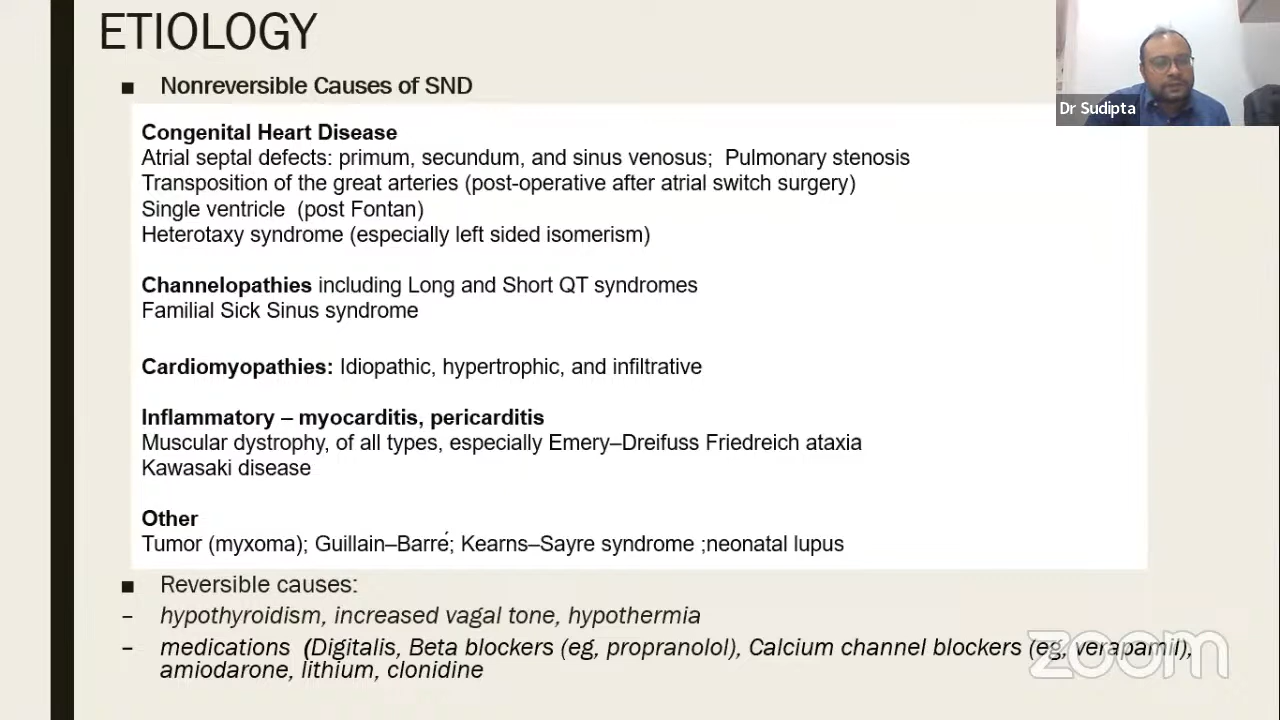 ETIOLOGY
■ Nonreversible Causes of SND
Congenital Heart Disease
Atrial septal defects: primum, secundum, and sinus venosus; Pulmonary stenosis
Transposition of the great arteries (post-operative after atrial switch surgery)
Single ventricle (post Fontan)
Heterotaxy syndrome (especially left sided isomerism)
Channelopathies including Long and Short QT syndromes
Familial Sick Sinus syndrome
Cardiomyopathies: Idiopathic, hypertrophic, and infiltrative
Inflammatory – myocarditis, pericarditis
Muscular dystrophy, of all types, especially Emery–Dreifuss Friedreich ataxia
Kawasaki disease
Other
Tumor (myxoma); Guillain–Barré; Kearns–Sayre syndrome ;neonatal lupus
■ Reversible causes:
– hypothyroidism, increased vagal tone, hypothermia
– medications (Digitalis, Beta blockers (eg, propranolol), Calcium channel blockers (eg, verapamil),
amiodarone, lithium, clonidine
Dr Sudipta
zoom